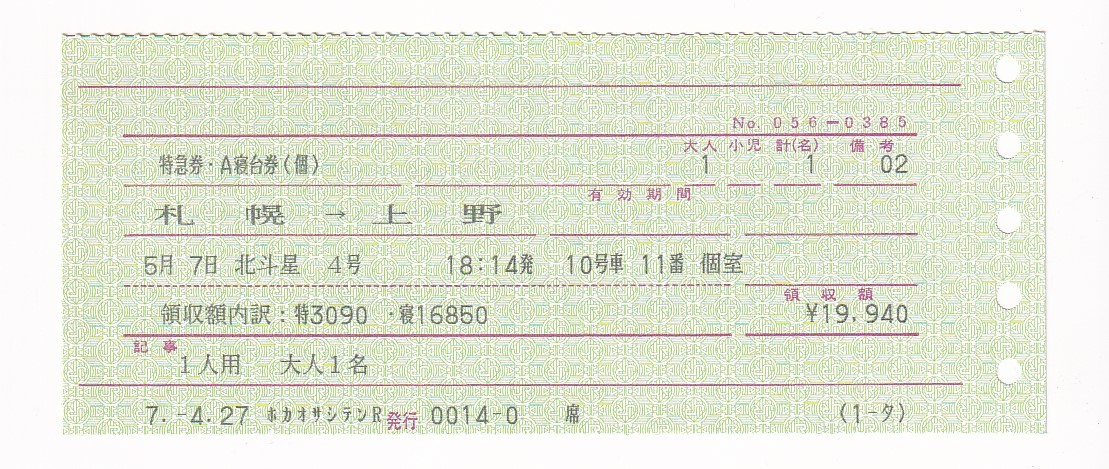 No. 056-0385
大人 小児 計(名) 備考
特急券・A寝台券(個) 1 1 02
有効期間
札幌 → 上野
5月 7日 北斗星 4号 18:14発 10号車 11番 個室
領収額
領収額内訳:特3090 ・寝16850 ¥19.940
記事
1人用 大人1名
7.-4.27 ホカオサシテンR発行 0014-0 席 (1-タ)